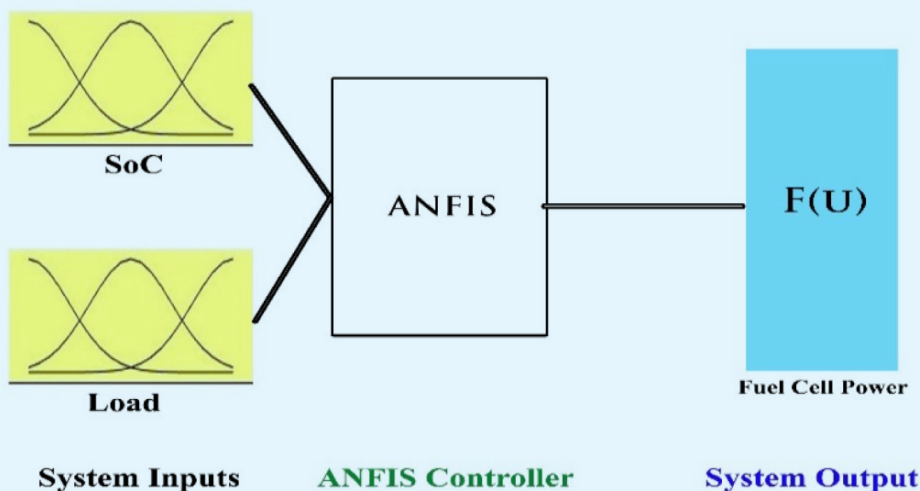 SoC
ANFIS
F(U)
Load
Fuel Cell Power
System Inputs
ANFIS Controller
System Output